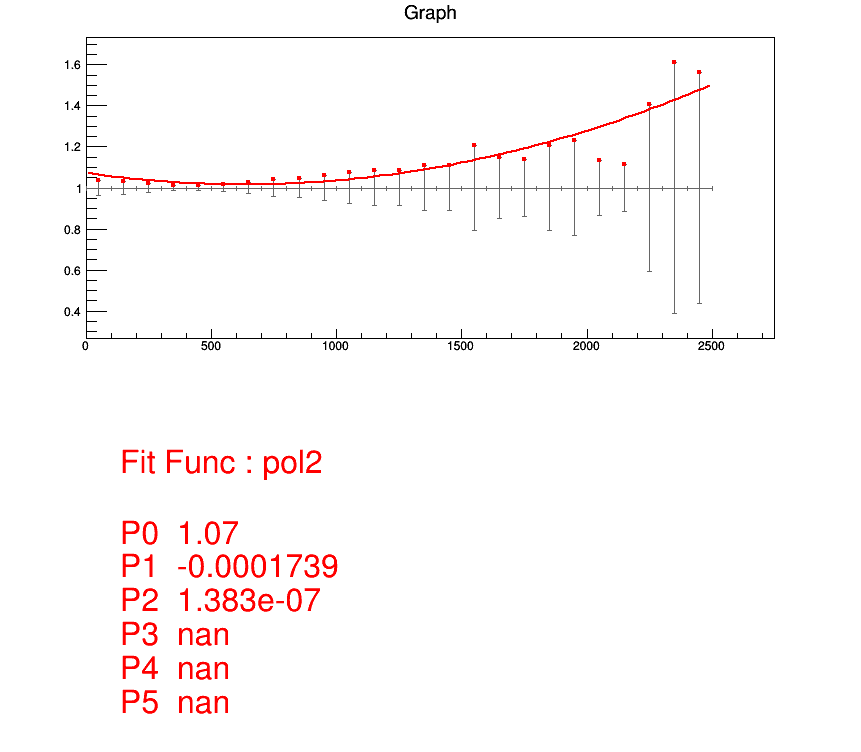 Graph
1.6
1.4
1.2
1
0.8
0.6
0.4
0 500 1000 1500 2000 2500
Fit Func : pol2
P0 1.07
P1 -0.0001739
P2 1.383e-07
P3 nan
P4 nan
P5 nan